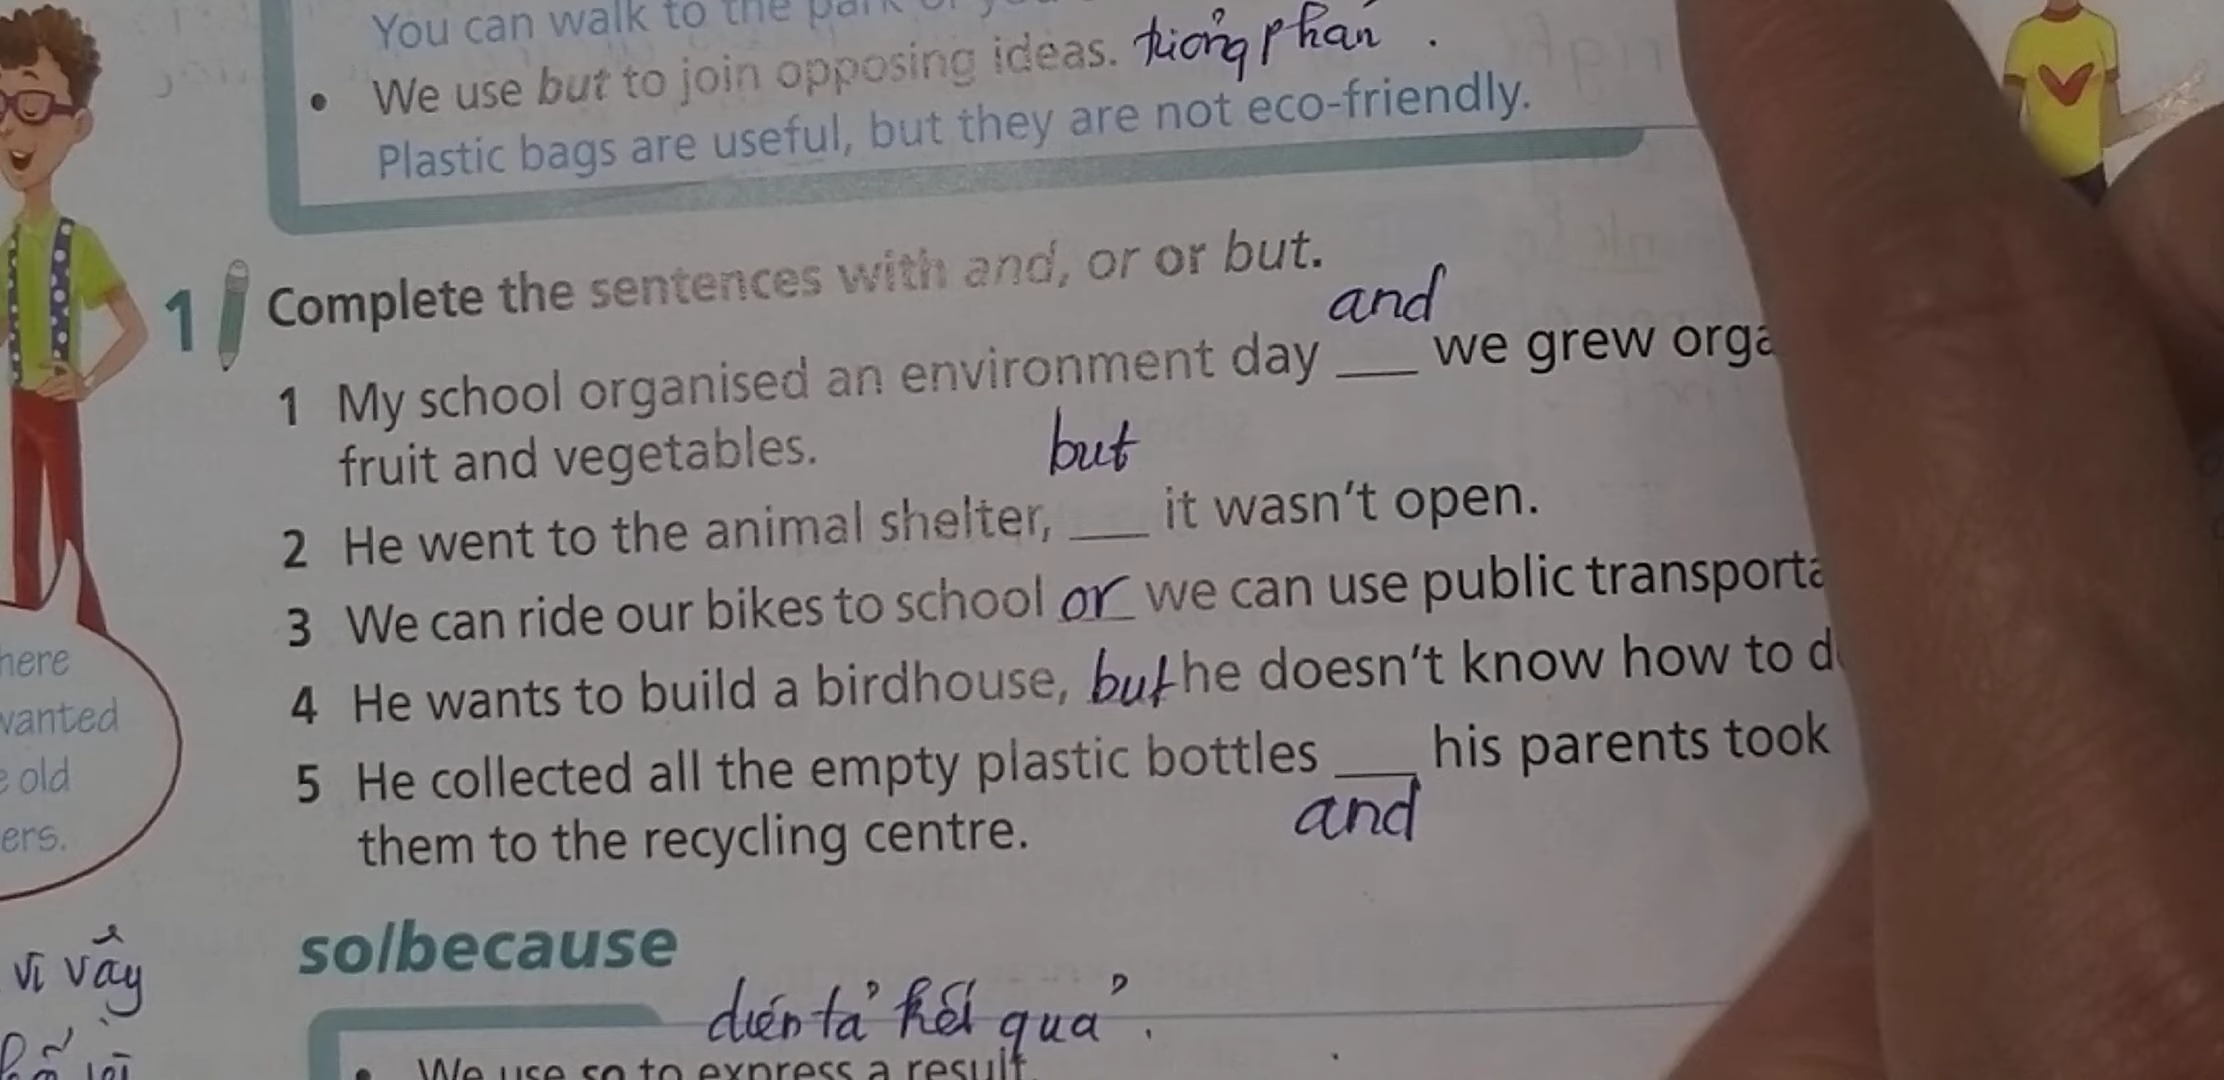 You can walk to the park or
We use but to join opposing ideas. tương phản.
Plastic bags are useful, but they are not eco-friendly.
1 Complete the sentences with and, or or but.
and
1 My school organised an environment day ___ we grew orga
fruit and vegetables.
but
2 He went to the animal shelter, ___ it wasn't open.
3 We can ride our bikes to school or we can use public transporta
4 He wants to build a birdhouse, but he doesn't know how to d
5 He collected all the empty plastic bottles ___ his parents took
and
them to the recycling centre.
here
wanted
old
ers.
vì vậy
so/because
diễn tả kết quả.
We use so to express a result